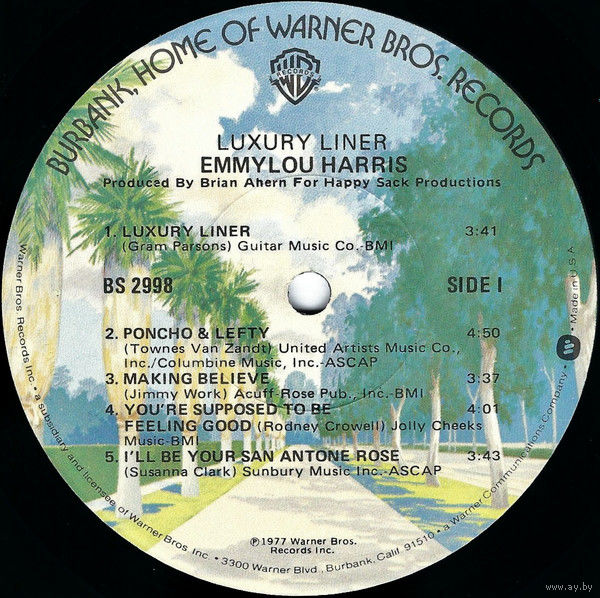 BURBANK, HOME OF WARNER BROS. RECORDS
WB
RECORDS
LUXURY LINER
EMMYLOU HARRIS
Produced By Brian Ahern For Happy Sack Productions
1. LUXURY LINER 3:41
(Gram Parsons) Guitar Music Co.-BMI
BS 2998 SIDE I
2. PONCHO & LEFTY 4:50
(Townes Van Zandt) United Artists Music Co.,
Inc./Columbine Music, Inc.-ASCAP
3. MAKING BELIEVE 3:37
(Jimmy Work) Acuff-Rose Pub., Inc.-BMI
4. YOU'RE SUPPOSED TO BE 4:01
FEELING GOOD (Rodney Crowell) Jolly Cheeks
Music-BMI
5. I'LL BE YOUR SAN ANTONE ROSE 3:43
(Susanna Clark) Sunbury Music Inc.-ASCAP
℗1977 Warner Bros.
Records Inc.
Warner Bros. Records Inc. • a subsidiary and licensee of Warner Bros. Inc. • 3300 Warner Blvd., Burbank, Calif. 91510 • a Warner Communications Company • Made in U.S.A.
www.ay.by